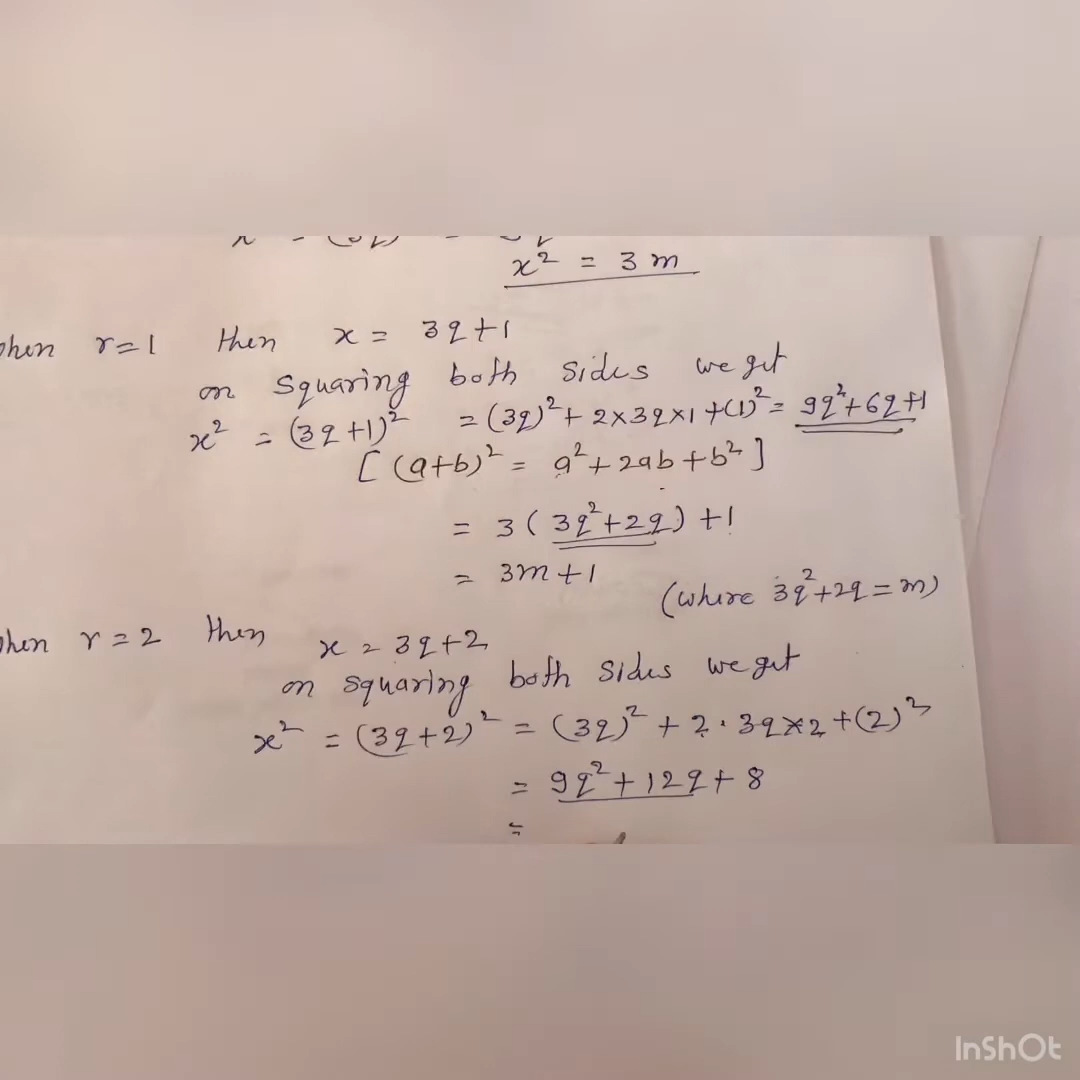 x² = 3m
r=1 then x = 3q+1
on squaring both sides we get
x² = (3q+1)² = (3q)² + 2×3q×1 + (1)² = 9q²+6q+1
[ (a+b)² = a² + 2ab + b² ]
= 3 ( 3q²+2q ) + 1
= 3m+1
(where 3q²+2q = m)
r = 2 then x = 3q+2
on squaring both sides we get
x² = (3q+2)² = (3q)² + 2 · 3q × 2 + (2)²
= 9q² + 12q + 8
=
InShOt